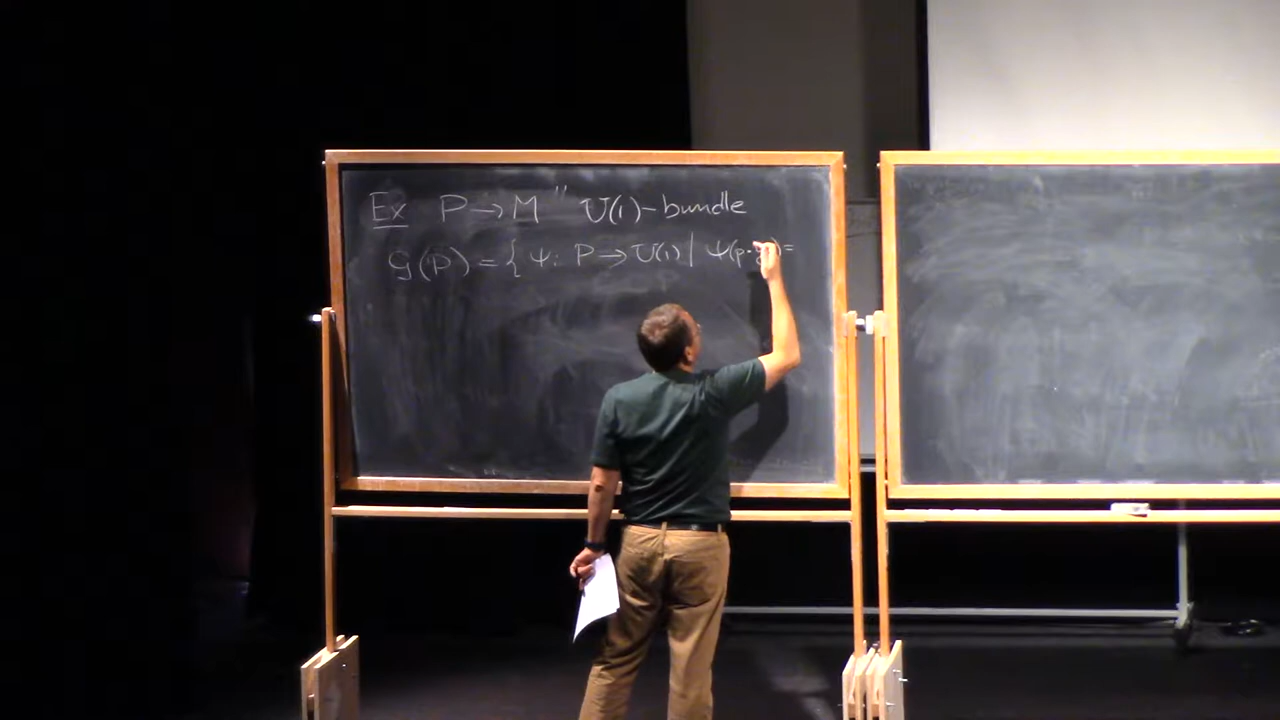 Ex P → M " U(1)-bundle
G(P) = { Ψ : P → U(1) | Ψ(p·g) =